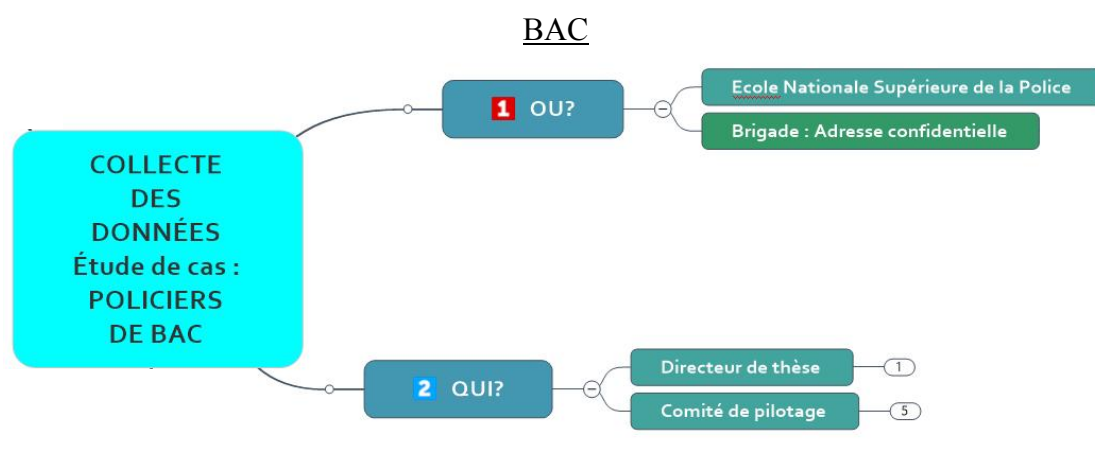 BAC
COLLECTE
DES
DONNÉES
Étude de cas :
POLICIERS
DE BAC
1 OU?
Ecole Nationale Supérieure de la Police
Brigade : Adresse confidentielle
2 QUI?
Directeur de thèse
1
Comité de pilotage
5